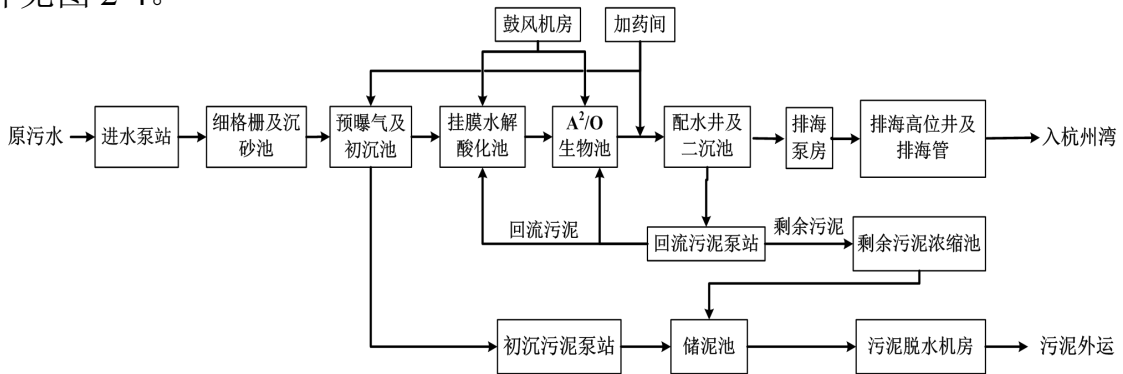 详见图 2-4。
鼓风机房
加药间
原污水
进水泵站
细格栅及沉
砂池
预曝气及
初沉池
挂膜水解
酸化池
A²/O
生物池
配水井及
二沉池
排海
泵房
排海高位井及
排海管
入杭州湾
回流污泥
回流污泥泵站
剩余污泥
剩余污泥浓缩池
初沉污泥泵站
储泥池
污泥脱水机房
污泥外运